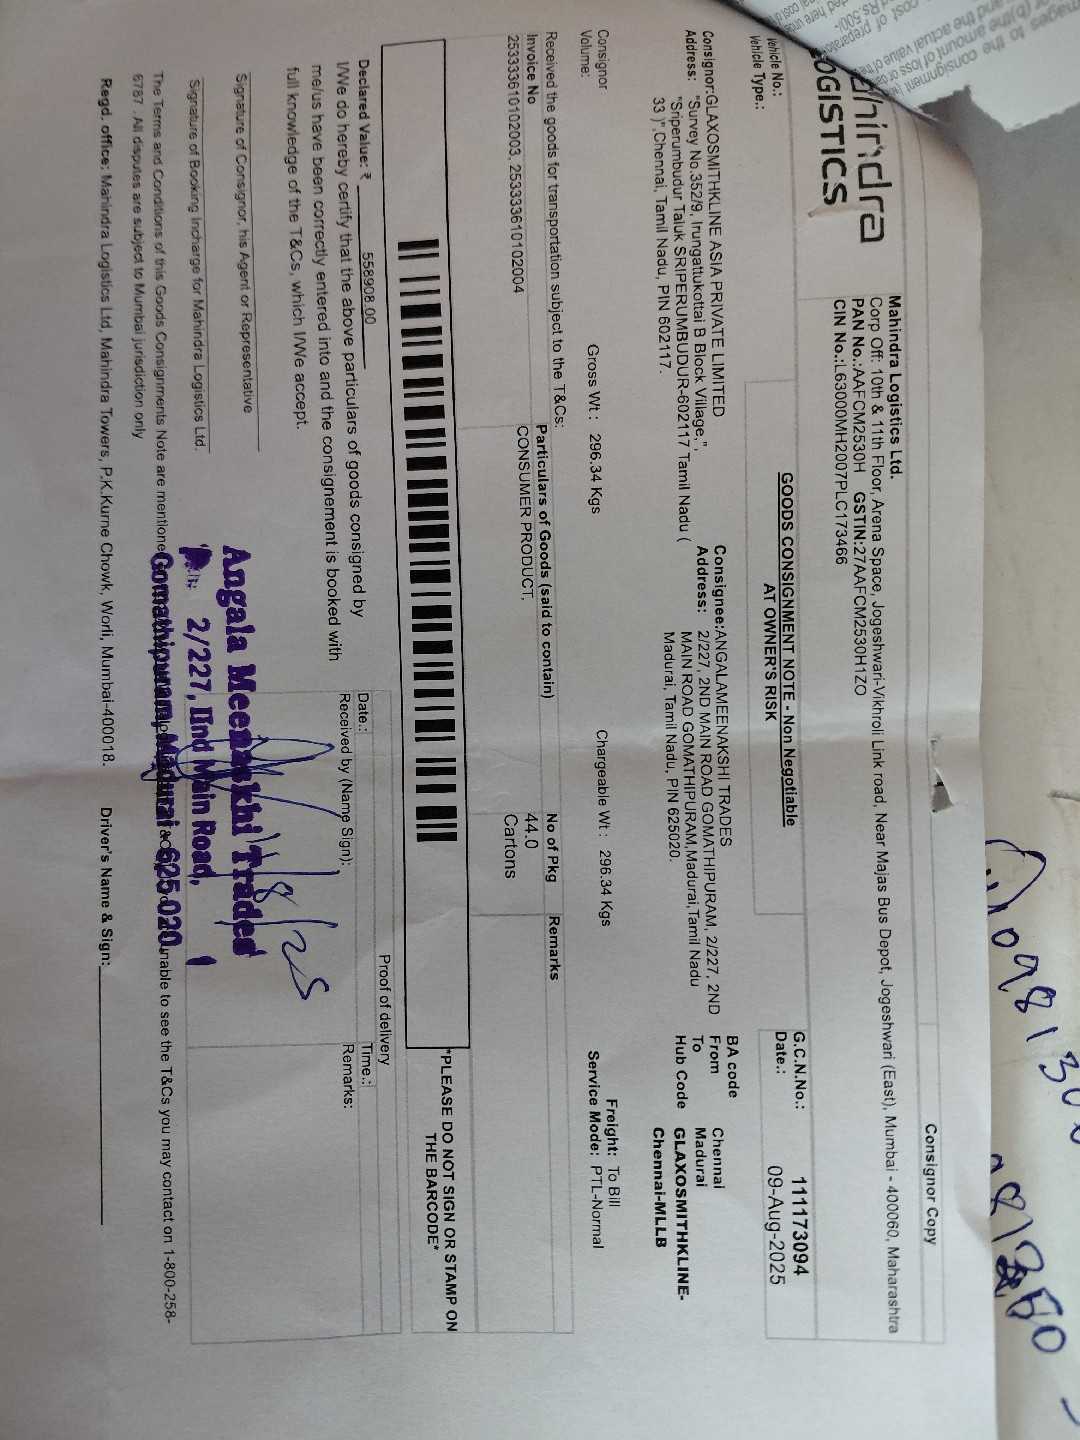 Consignor Copy
Mahindra Logistics Ltd.
Corp Off: 10th & 11th Floor, Arena Space, Jogeshwari-Vikhroli Link road, Near Majas Bus Depot, Jogeshwari (East), Mumbai - 400060, Maharashtra
PAN No.:AAFCM2530H GSTIN:27AAFCM2530H1ZO
CIN No.:L63000MH2007PLC173466
LOGISTICS
GOODS CONSIGNMENT NOTE - Non Negotiable
AT OWNER'S RISK
G.C.N.No.: 111173094
Date.: 09-Aug-2025
Vehicle No.:
Vehicle Type.:
Consignor:GLAXOSMITHKLINE ASIA PRIVATE LIMITED
Address: "Survey No.352/9, Irungattukottai B Block Village,",
"Sriperumbudur Taluk SRIPERUMBUDUR-602117 Tamil Nadu (
33 )",Chennai, Tamil Nadu, PIN 602117.
Consignee:ANGALAMEENAKSHI TRADES
Address: 2/227, 2ND MAIN ROAD GOMATHIPURAM, 2/227, 2ND
MAIN ROAD GOMATHIPURAM,Madurai,Tamil Nadu
Madurai, Tamil Nadu, PIN 625020.
BA code
From Chennai
To Madurai
Hub Code GLAXOSMITHKLINE-
Chennai-MLLB
Consignor
Volume:
Gross Wt : 296.34 Kgs
Chargeable Wt : 296.34 Kgs
Freight: To Bill
Service Mode: PTL-Normal
Received the goods for transportation subject to the T&Cs:
Invoice No
Particulars of Goods (said to contain)
No of Pkg
Remarks
25333361010​2003, 253333610102004
CONSUMER PRODUCT,
44.0
Cartons
*PLEASE DO NOT SIGN OR STAMP ON
THE BARCODE*
Declared Value: ₹ 558908.00
I/We do hereby certify that the above particulars of goods consigned by
me/us have been correctly entered into and the consignement is booked with
full knowledge of the T&Cs, which I/We accept.
Proof of delivery
Date.:
Time.:
Received by (Name Sign):
Remarks:
18/25
Signature of Consignor, his Agent or Representative
Signature of Booking Incharge for Mahindra Logistics Ltd.
Angala Meenakshi Traded
2/227, IInd Main Road,
Gomathipuram, Madurai - 625 020.
The Terms and Conditions of this Goods Consignments Note are mentione unable to see the T&Cs you may contact on 1-800-258-
6787 . All disputes are subject to Mumbai jurisdiction only
Regd. office: Mahindra Logistics Ltd, Mahindra Towers, P.K.Kurne Chowk, Worli, Mumbai-400018.
Driver's Name & Sign: